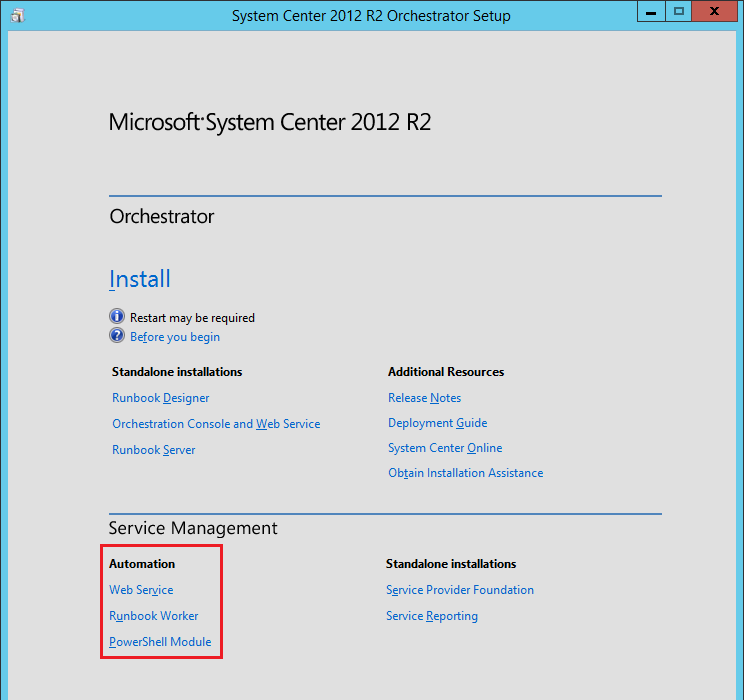 System Center 2012 R2 Orchestrator Setup
Microsoft System Center 2012 R2
Orchestrator
Install
Restart may be required
Before you begin
Standalone installations
Runbook Designer
Orchestration Console and Web Service
Runbook Server
Additional Resources
Release Notes
Deployment Guide
System Center Online
Obtain Installation Assistance
Service Management
Automation
Web Service
Runbook Worker
PowerShell Module
Standalone installations
Service Provider Foundation
Service Reporting